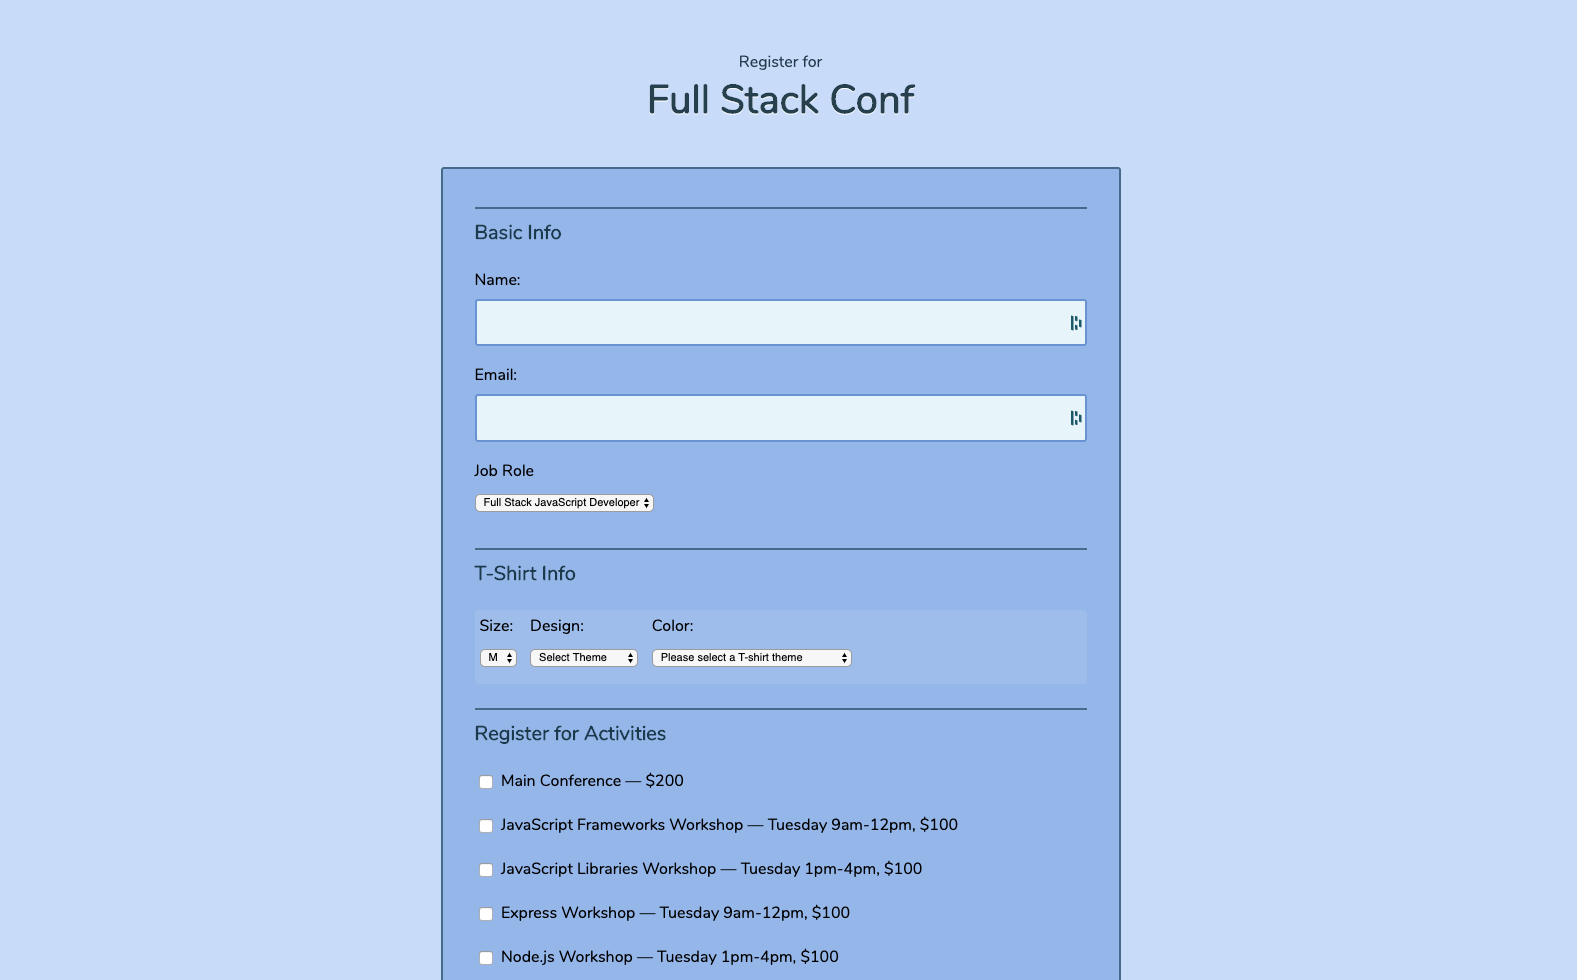 Register for
Full Stack Conf
Basic Info
Name:
Email:
Job Role
Full Stack JavaScript Developer
T-Shirt Info
Size: Design: Color:
M Select Theme Please select a T-shirt theme
Register for Activities
Main Conference — $200
JavaScript Frameworks Workshop — Tuesday 9am-12pm, $100
JavaScript Libraries Workshop — Tuesday 1pm-4pm, $100
Express Workshop — Tuesday 9am-12pm, $100
Node.js Workshop — Tuesday 1pm-4pm, $100